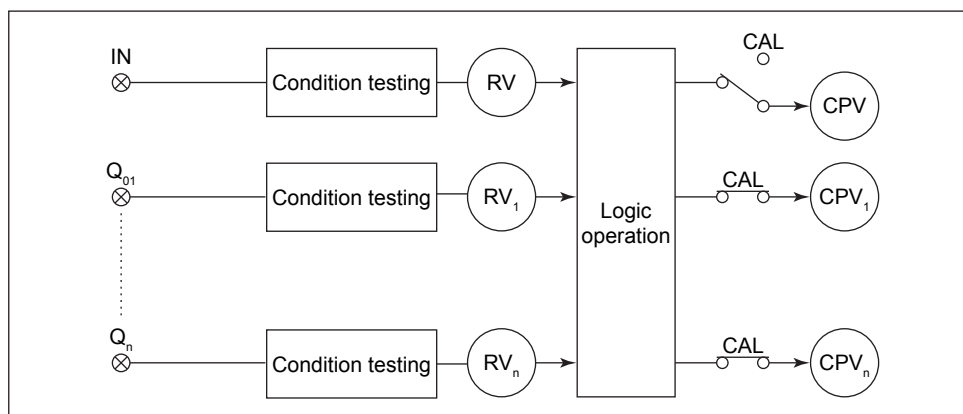 IN
Condition testing
RV
CAL
CPV
Q₀₁
Condition testing
RV₁
Logic
operation
CAL
CPV₁
Qₙ
Condition testing
RVₙ
CAL
CPVₙ